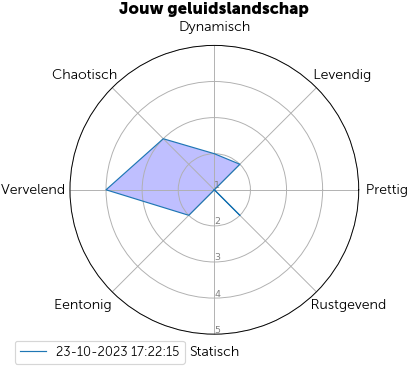 Jouw geluidslandschap
Dynamisch
Chaotisch
Levendig
Vervelend
1
Prettig
2
3
4
Eentonig
Rustgevend
5
23-10-2023 17:22:15
Statisch